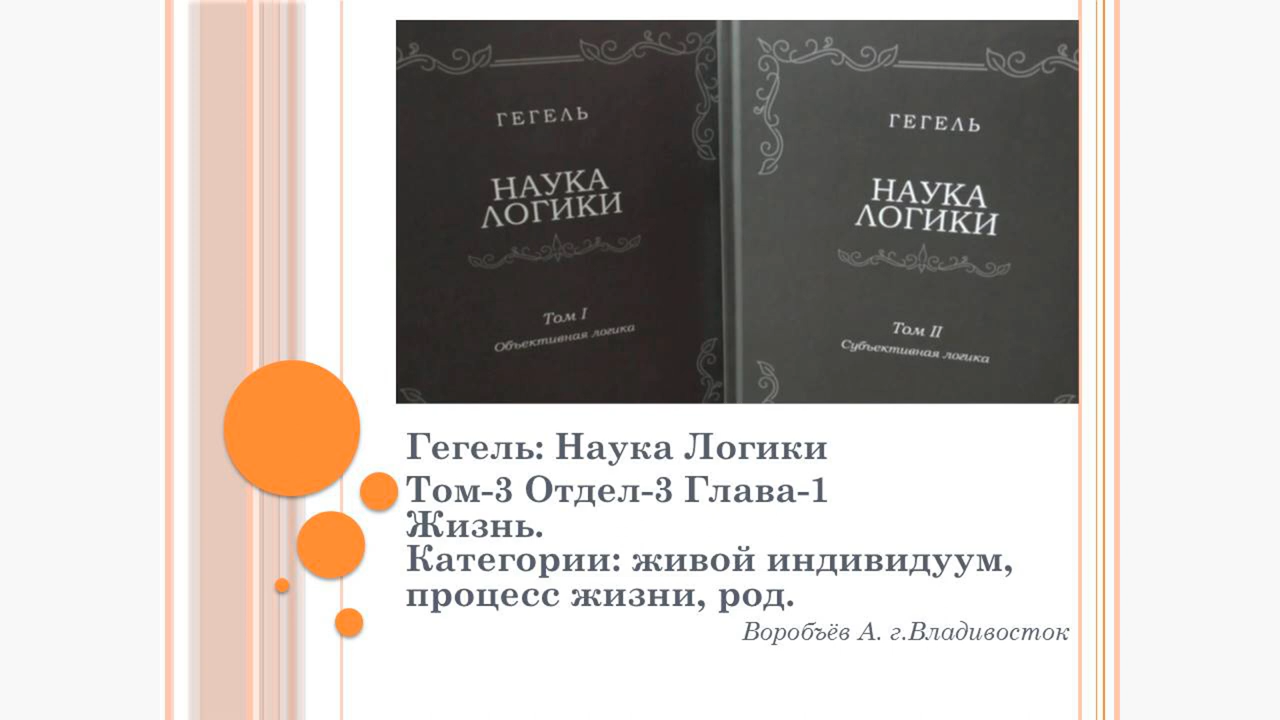 ГЕГЕЛЬ
НАУКА
ЛОГИКИ
Том I
Объективная логика
ГЕГЕЛЬ
НАУКА
ЛОГИКИ
Том II
Субъективная логика
Гегель: Наука Логики
Том-3 Отдел-3 Глава-1
Жизнь.
Категории: живой индивидуум,
процесс жизни, род.
Воробъёв А. г.Владивосток